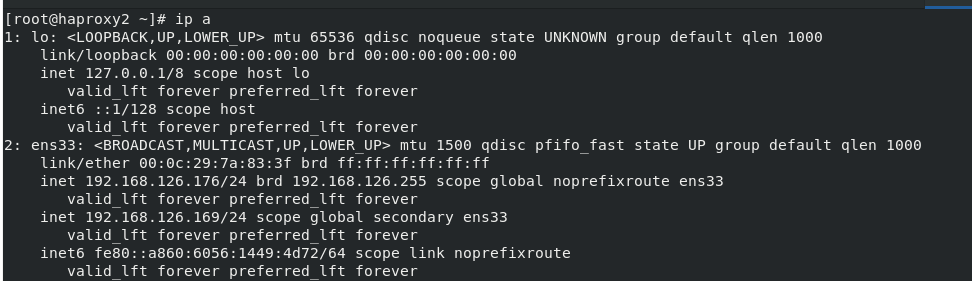 [root@haproxy2 ~]# ip a
1: lo: <LOOPBACK,UP,LOWER_UP> mtu 65536 qdisc noqueue state UNKNOWN group default qlen 1000
    link/loopback 00:00:00:00:00:00 brd 00:00:00:00:00:00
    inet 127.0.0.1/8 scope host lo
       valid_lft forever preferred_lft forever
    inet6 ::1/128 scope host
       valid_lft forever preferred_lft forever
2: ens33: <BROADCAST,MULTICAST,UP,LOWER_UP> mtu 1500 qdisc pfifo_fast state UP group default qlen 1000
    link/ether 00:0c:29:7a:83:3f brd ff:ff:ff:ff:ff:ff
    inet 192.168.126.176/24 brd 192.168.126.255 scope global noprefixroute ens33
       valid_lft forever preferred_lft forever
    inet 192.168.126.169/24 scope global secondary ens33
       valid_lft forever preferred_lft forever
    inet6 fe80::a860:6056:1449:4d72/64 scope link noprefixroute
       valid_lft forever preferred_lft forever